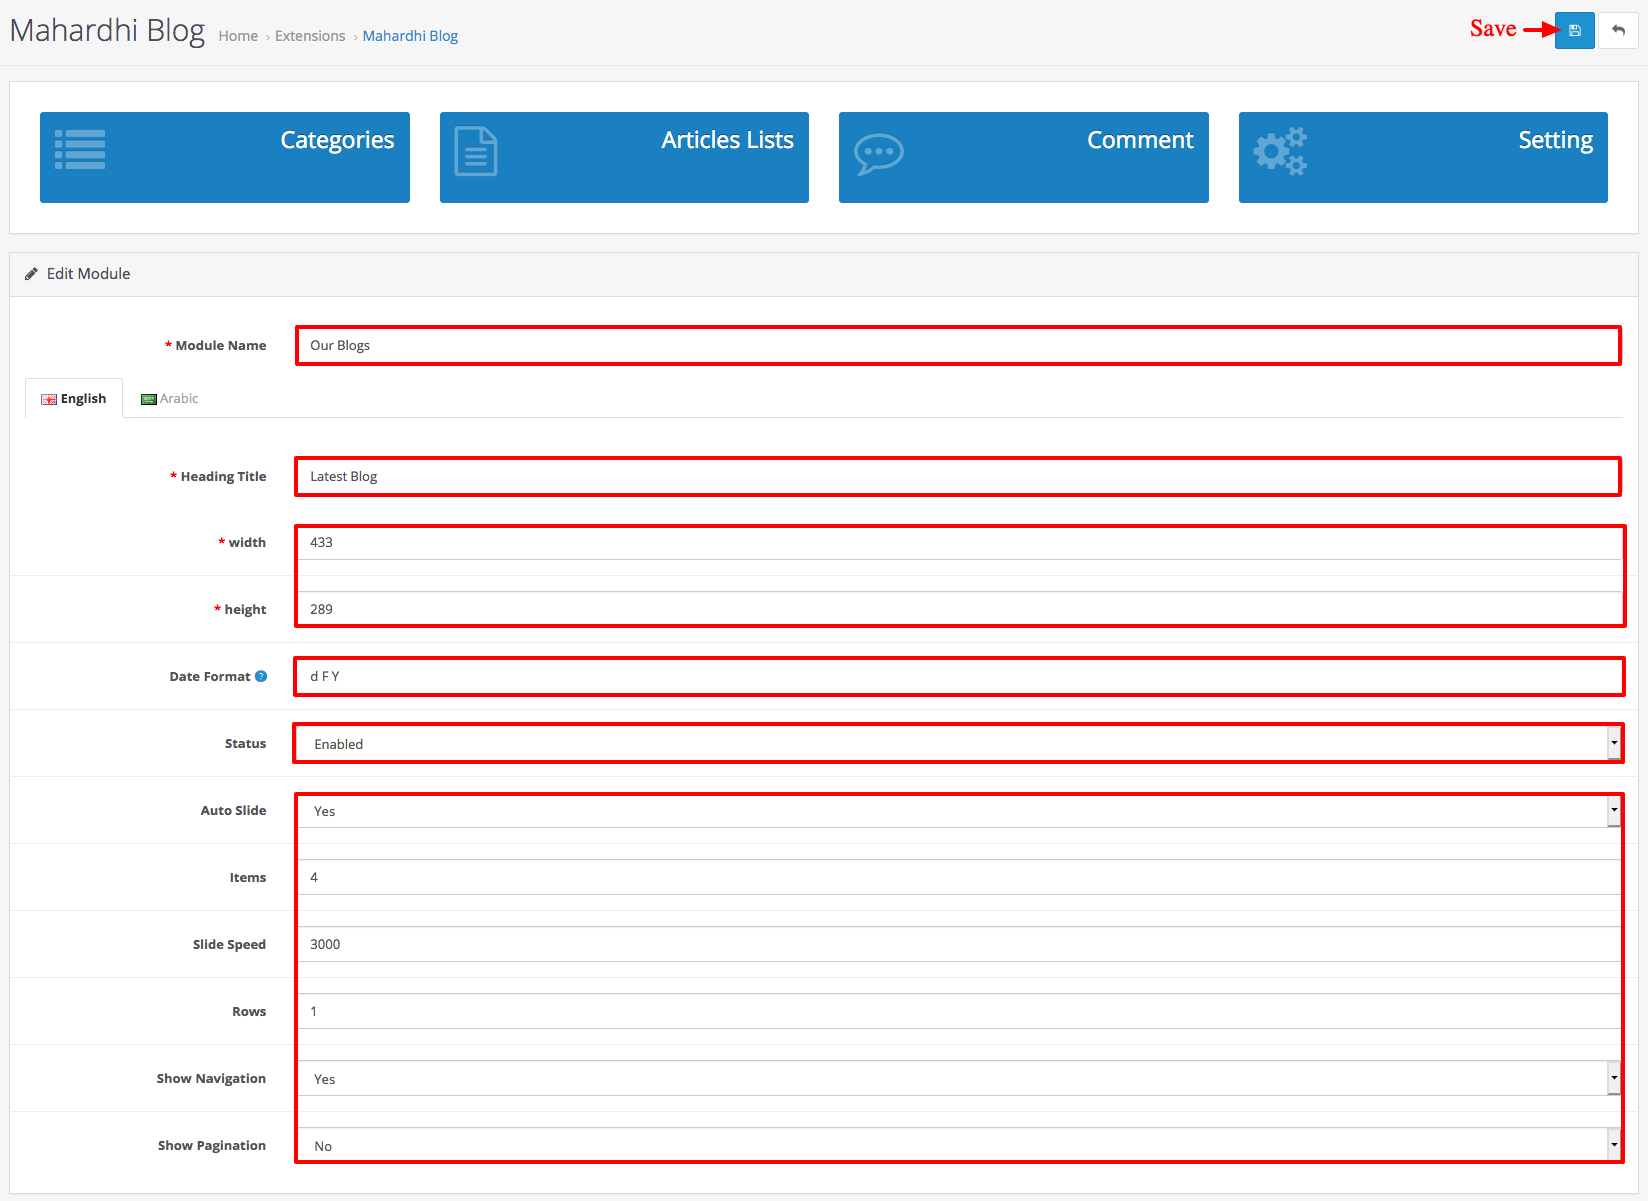 Mahardhi Blog Home › Extensions › Mahardhi Blog
Save
Categories
Articles Lists
Comment
Setting
Edit Module
* Module Name Our Blogs
English Arabic
* Heading Title Latest Blog
* width 433
* height 289
Date Format ? d F Y
Status Enabled
Auto Slide Yes
Items 4
Slide Speed 3000
Rows 1
Show Navigation Yes
Show Pagination No